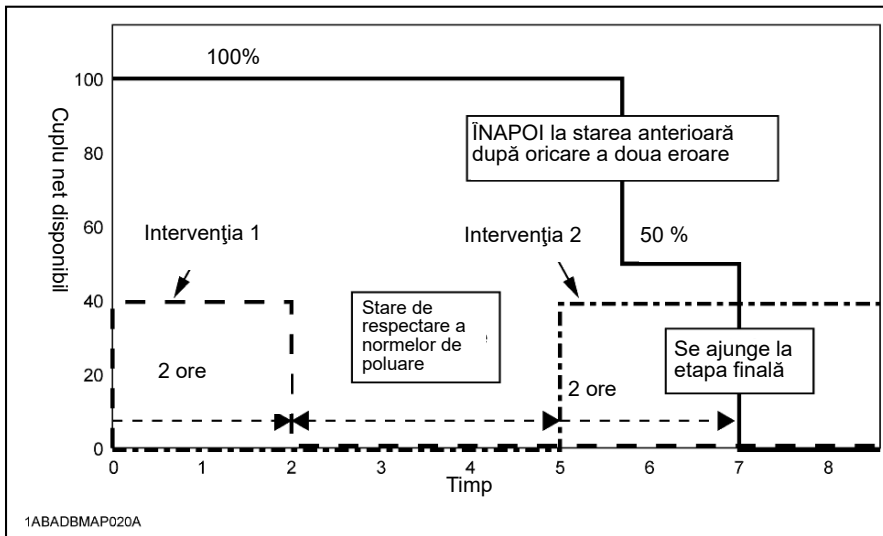 100%
100
80
60
40
20
0
Cuplu net disponibil
ÎNAPOI la starea anterioară
după oricare a doua eroare
Intervenţia 1
Intervenţia 2
50 %
Stare de
respectare a
normelor de
poluare
2 ore
2 ore
Se ajunge la
etapa finală
0 1 2 3 4 5 6 7 8
Timp
1ABADBMAP020A